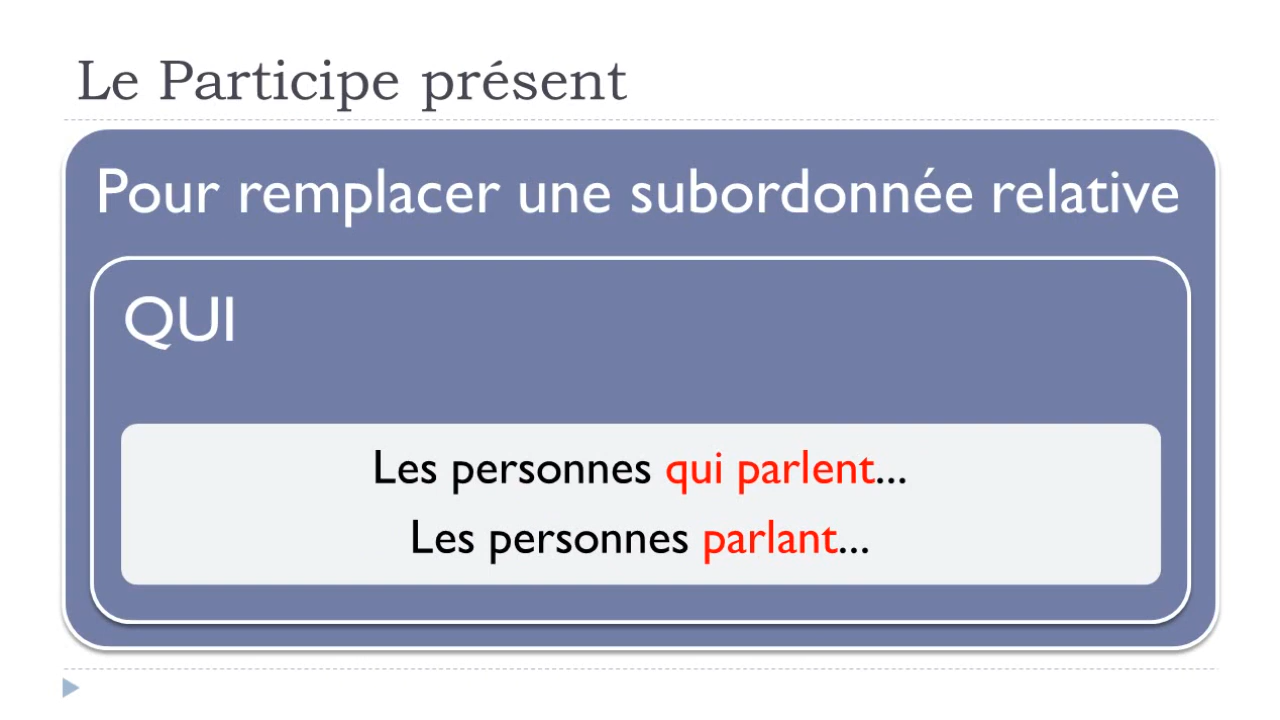 Le Participe présent
Pour remplacer une subordonnée relative
QUI
Les personnes qui parlent...
Les personnes parlant...